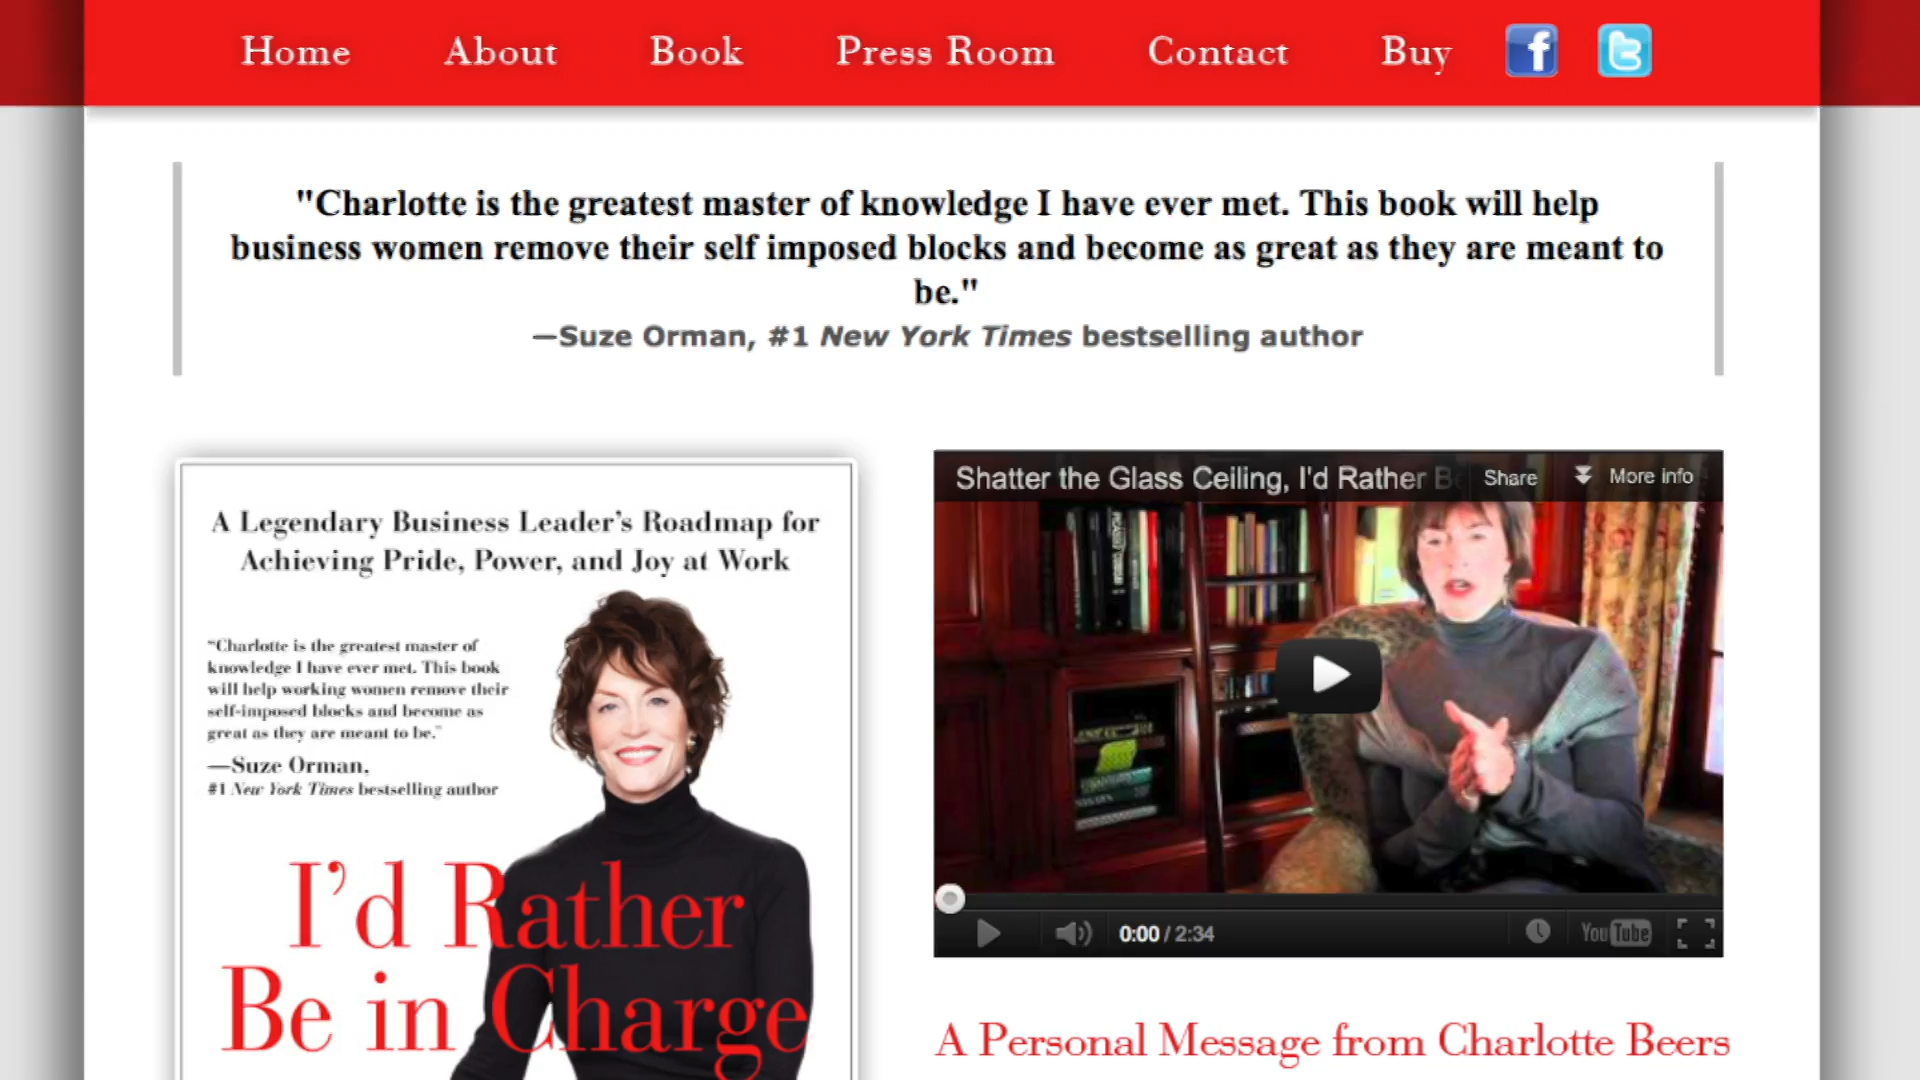 Home About Book Press Room Contact Buy
"Charlotte is the greatest master of knowledge I have ever met. This book will help
business women remove their self imposed blocks and become as great as they are meant to
be."
—Suze Orman, #1 New York Times bestselling author
A Legendary Business Leader's Roadmap for
Achieving Pride, Power, and Joy at Work
"Charlotte is the greatest master of
knowledge I have ever met. This book
will help working women remove their
self-imposed blocks and become as
great as they are meant to be."
—Suze Orman,
#1 New York Times bestselling author
I'd Rather
Be in Charge
Shatter the Glass Ceiling, I'd Rather B Share More info
0:00 / 2:34 YouTube
A Personal Message from Charlotte Beers